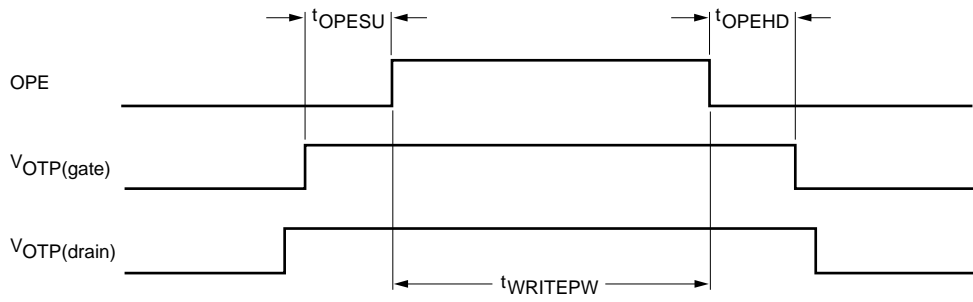 tOPESU
tOPEHD
OPE
VOTP(gate)
VOTP(drain)
tWRITEPW